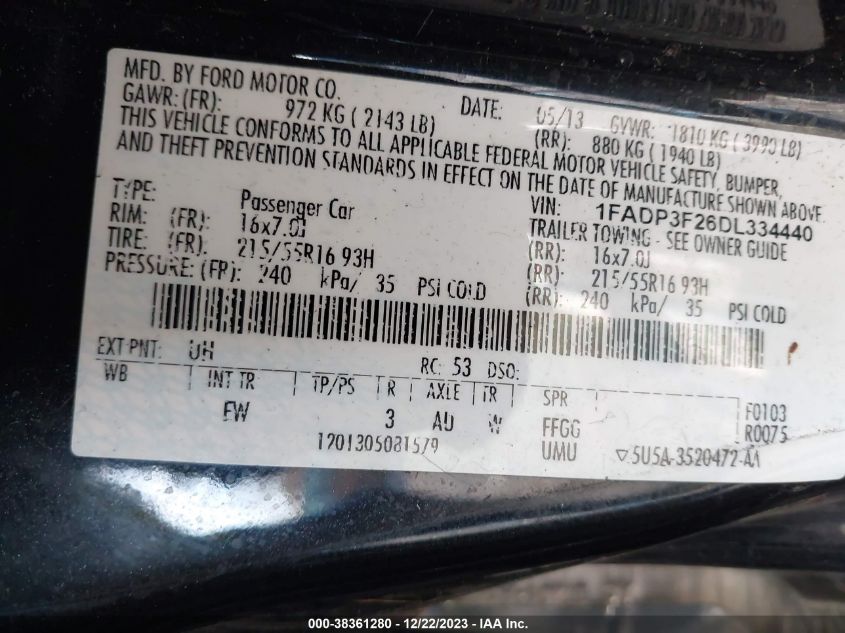 MFD. BY FORD MOTOR CO.
DATE: 05/13 GVWR: 1810 KG ( 3990 LB)
GAWR: (FR): 972 KG ( 2143 LB) (RR): 880 KG ( 1940 LB)
THIS VEHICLE CONFORMS TO ALL APPLICABLE FEDERAL MOTOR VEHICLE SAFETY, BUMPER,
AND THEFT PREVENTION STANDARDS IN EFFECT ON THE DATE OF MANUFACTURE SHOWN ABOVE.
VIN: 1FADP3F26DL334440
TYPE: Passenger Car TRAILER TOWING - SEE OWNER GUIDE
RIM: (FR) 16x7.0J (RR): 16x7.0J
TIRE: (FR) 215/55R16 93H (RR): 215/55R16 93H
PRESSURE: (FR) 240 kPa/ 35 PSI COLD (RR): 240 kPa/ 35 PSI COLD
EXT PNT: UH RC: 53 DSO:
WB INT TR TP/PS R AXLE TR SPR
FW 3 AU W FFGG F0103
UMU R0075
1201305081579 5U5A-3520472-AA
000-38361280 - 12/22/2023 - IAA Inc.